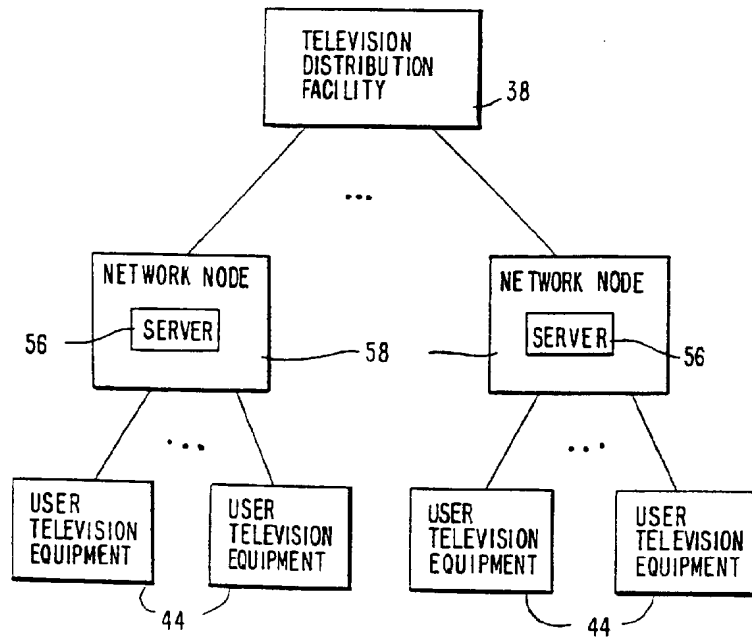 TELEVISION
DISTRIBUTION
FACILITY
38
...
NETWORK NODE
SERVER
56
58
NETWORK NODE
SERVER
56
...
...
USER
TELEVISION
EQUIPMENT
USER
TELEVISION
EQUIPMENT
USER
TELEVISION
EQUIPMENT
USER
TELEVISION
EQUIPMENT
44
44